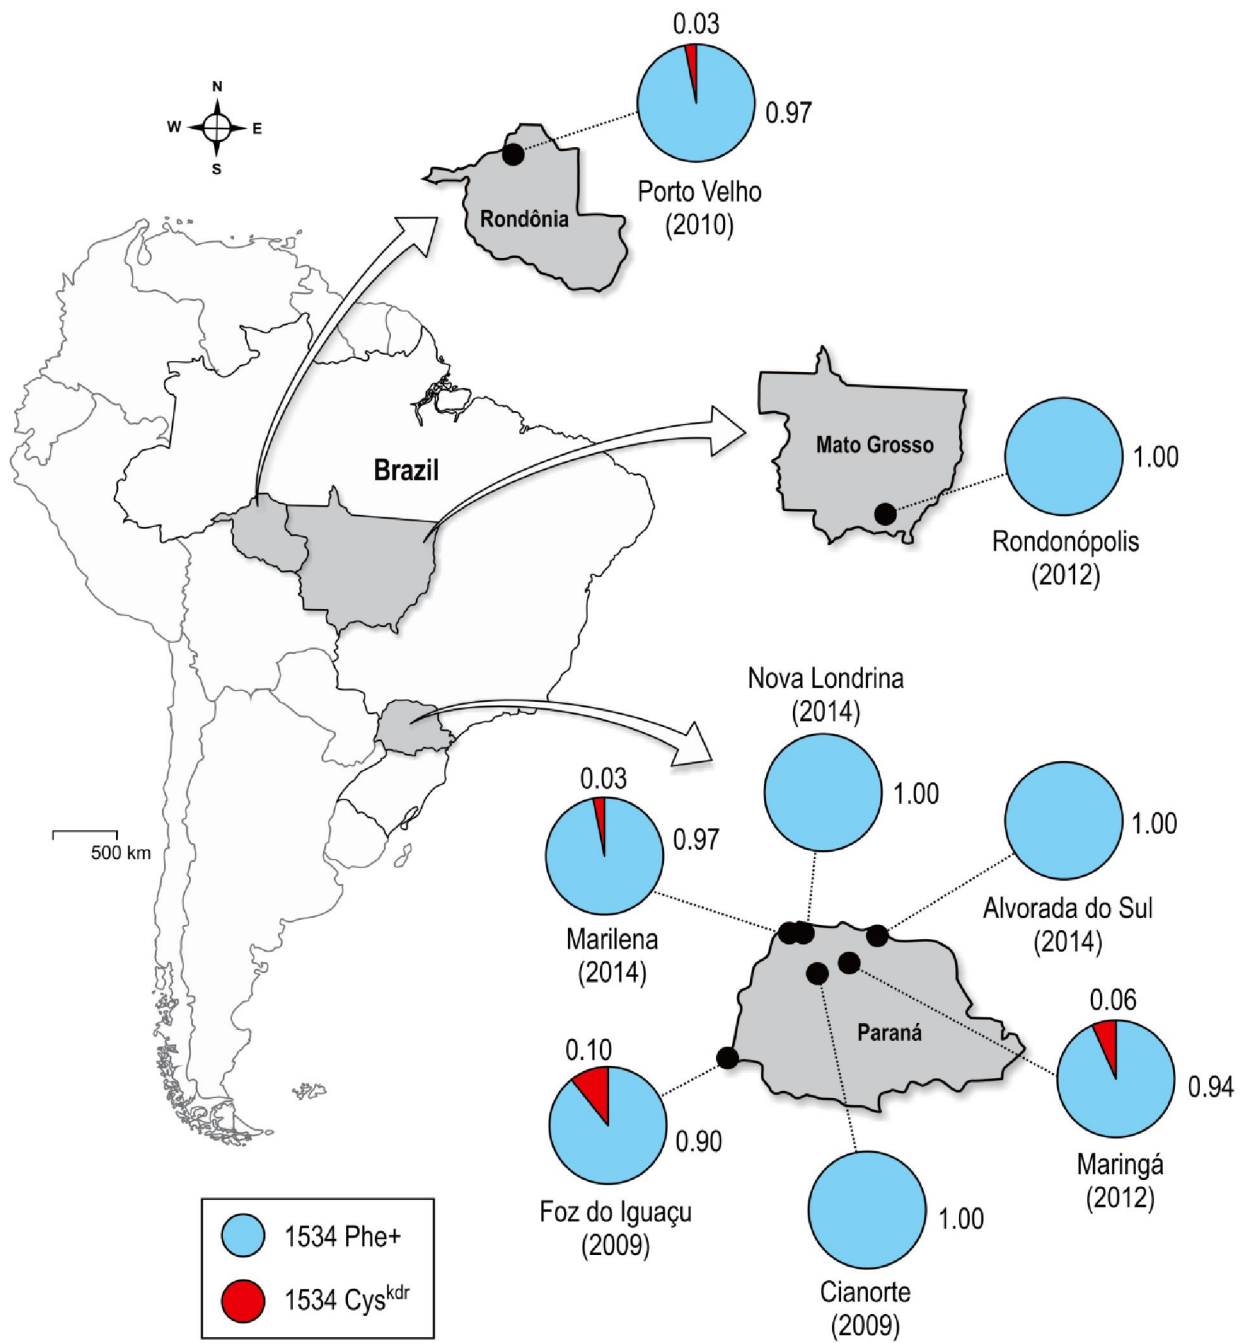 0.03
0.97
Porto Velho
(2010)
N
W E
S
Rondônia
Brazil
Mato Grosso
1.00
Rondonópolis
(2012)
Nova Londrina
(2014)
1.00
0.03
0.97
Marilena
(2014)
1.00
Alvorada do Sul
(2014)
500 km
Paraná
0.06
0.94
Maringá
(2012)
0.10
0.90
Foz do Iguaçu
(2009)
1.00
Cianorte
(2009)
1534 Phe+
1534 Cys^kdr